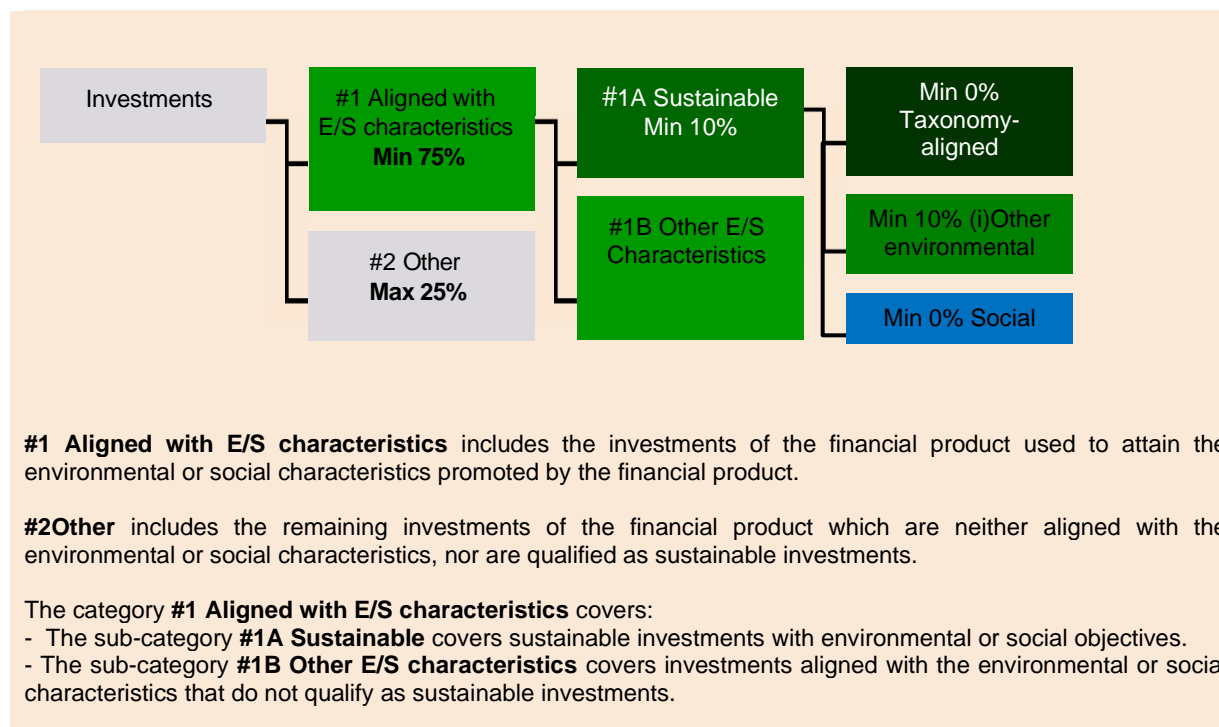 Investments
#1 Aligned with
E/S characteristics
Min 75%
#2 Other
Max 25%
#1A Sustainable
Min 10%
#1B Other E/S
Characteristics
Min 0%
Taxonomy-
aligned
Min 10% (i)Other
environmental
Min 0% Social
#1 Aligned with E/S characteristics includes the investments of the financial product used to attain the
environmental or social characteristics promoted by the financial product.
#2Other includes the remaining investments of the financial product which are neither aligned with the
environmental or social characteristics, nor are qualified as sustainable investments.
The category #1 Aligned with E/S characteristics covers:
- The sub-category #1A Sustainable covers sustainable investments with environmental or social objectives.
- The sub-category #1B Other E/S characteristics covers investments aligned with the environmental or social
characteristics that do not qualify as sustainable investments.